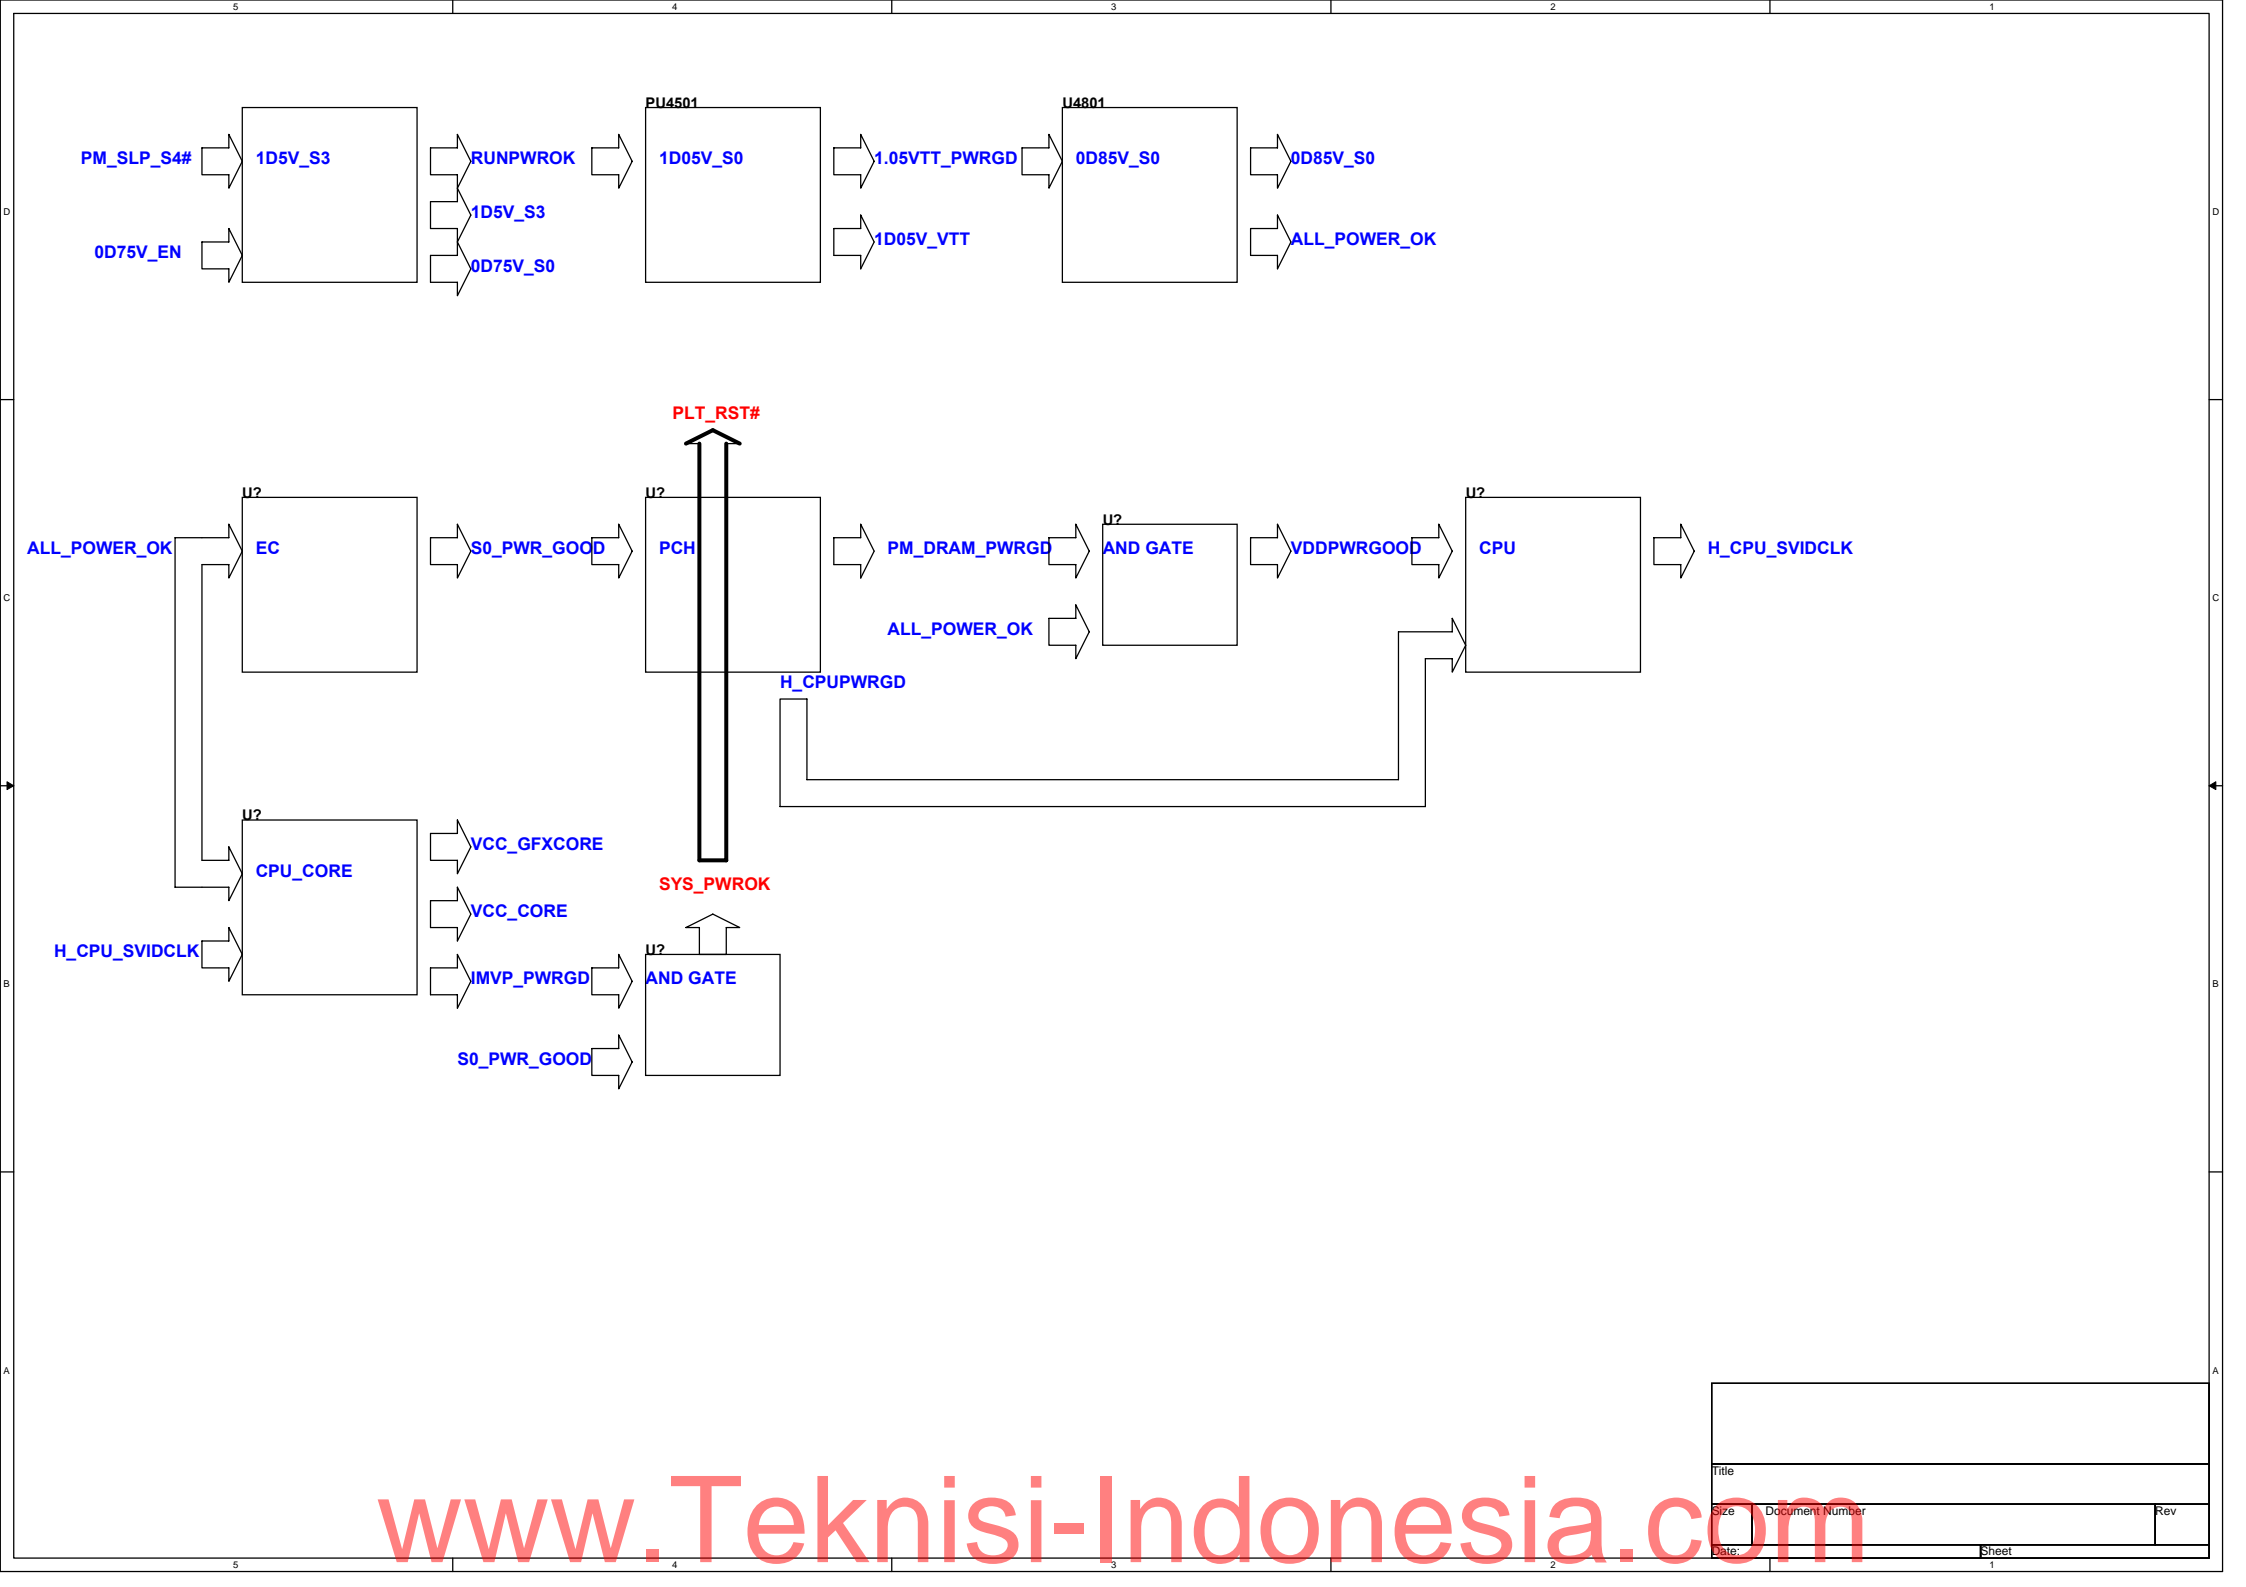 5 4 3 2 1
PU4501 U4801
PM_SLP_S4# 1D5V_S3 RUNPWROK 1D05V_S0 1.05VTT_PWRGD 0D85V_S0 0D85V_S0
D 1D5V_S3 D
0D75V_EN 0D75V_S0 1D05V_VTT ALL_POWER_OK
PLT_RST#
U? U? U? U?
ALL_POWER_OK EC S0_PWR_GOOD PCH PM_DRAM_PWRGD AND GATE VDDPWRGOOD CPU H_CPU_SVIDCLK
C C
ALL_POWER_OK
H_CPUPWRGD
U?
VCC_GFXCORE
CPU_CORE
SYS_PWROK
VCC_CORE
H_CPU_SVIDCLK U?
B IMVP_PWRGD AND GATE B
S0_PWR_GOOD
A A
Title
Size Document Number Rev
Date: Sheet
www.Teknisi-Indonesia.com
5 4 3 2 1